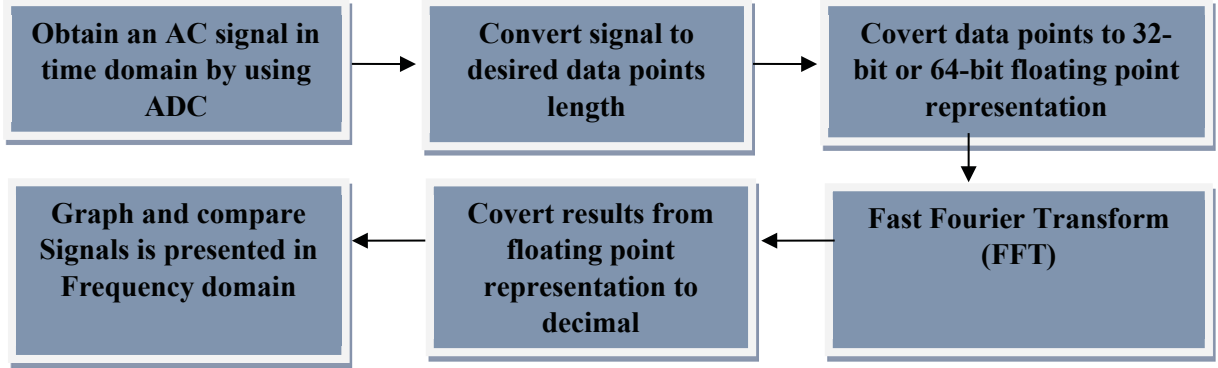 Obtain an AC signal in
time domain by using
ADC
Convert signal to
desired data points
length
Covert data points to 32-
bit or 64-bit floating point
representation
Fast Fourier Transform
(FFT)
Covert results from
floating point
representation to
decimal
Graph and compare
Signals is presented in
Frequency domain